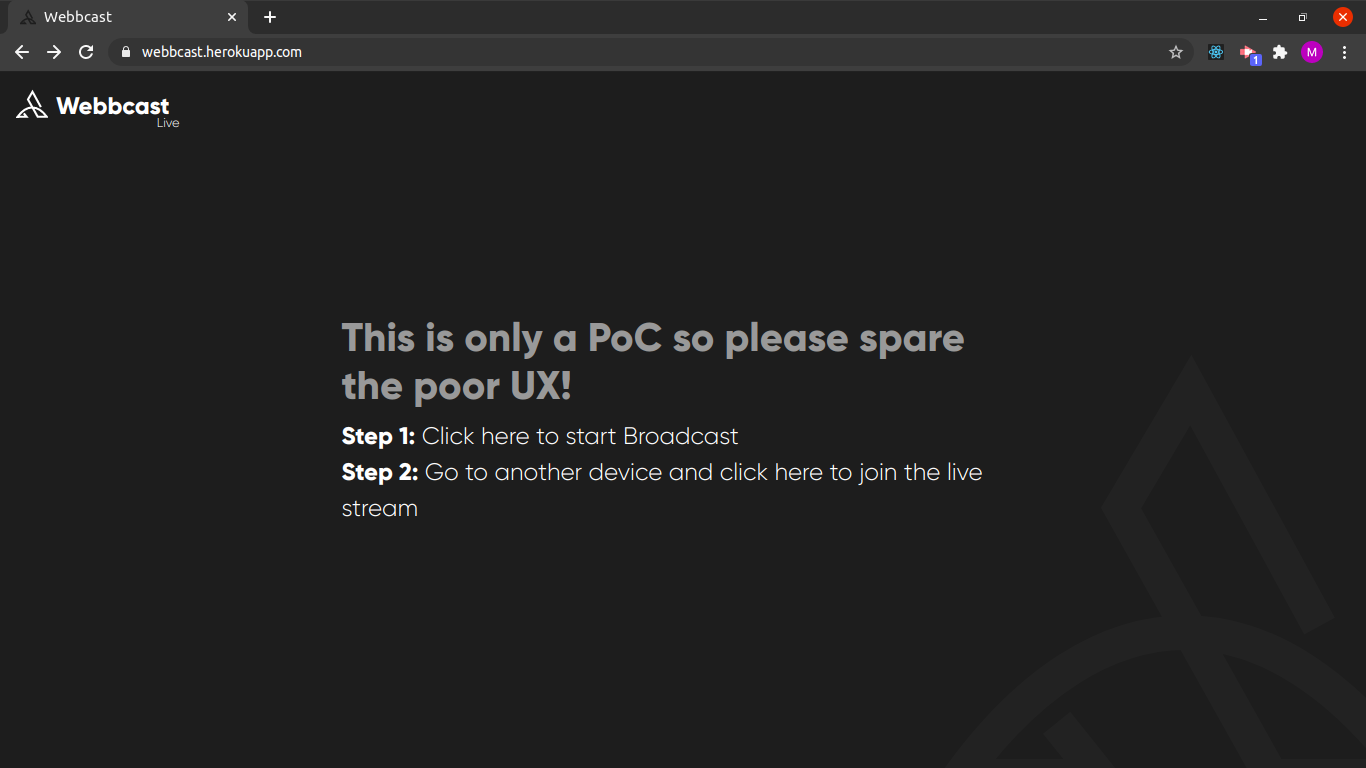 Webbcast
webbcast.herokuapp.com
1
M
Webbcast
Live
This is only a PoC so please spare
the poor UX!
Step 1: Click here to start Broadcast
Step 2: Go to another device and click here to join the live
stream